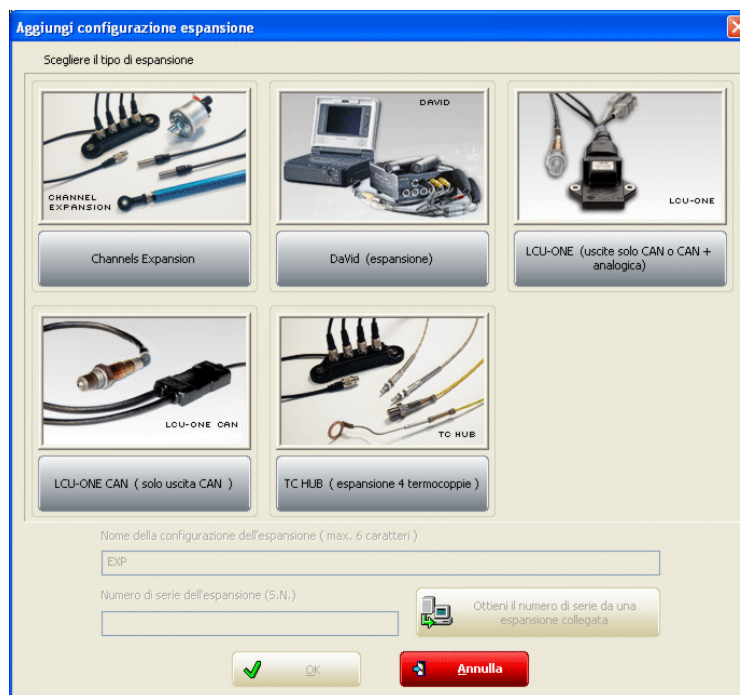 Aggiungi configurazione espansione
Scegliere il tipo di espansione
CHANNEL
EXPANSION
DAVID
LCU-ONE
Channels Expansion
DaVid (espansione)
LCU-ONE (uscite solo CAN o CAN +
analogica)
LCU-ONE CAN
TC HUB
LCU-ONE CAN ( solo uscita CAN )
TC HUB ( espansione 4 termocoppie )
Nome della configurazione dell'espansione ( max. 6 caratteri )
EXP
Numero di serie dell'espansione (S.N.)
Ottieni il numero di serie da una
espansione collegata
OK
Annulla